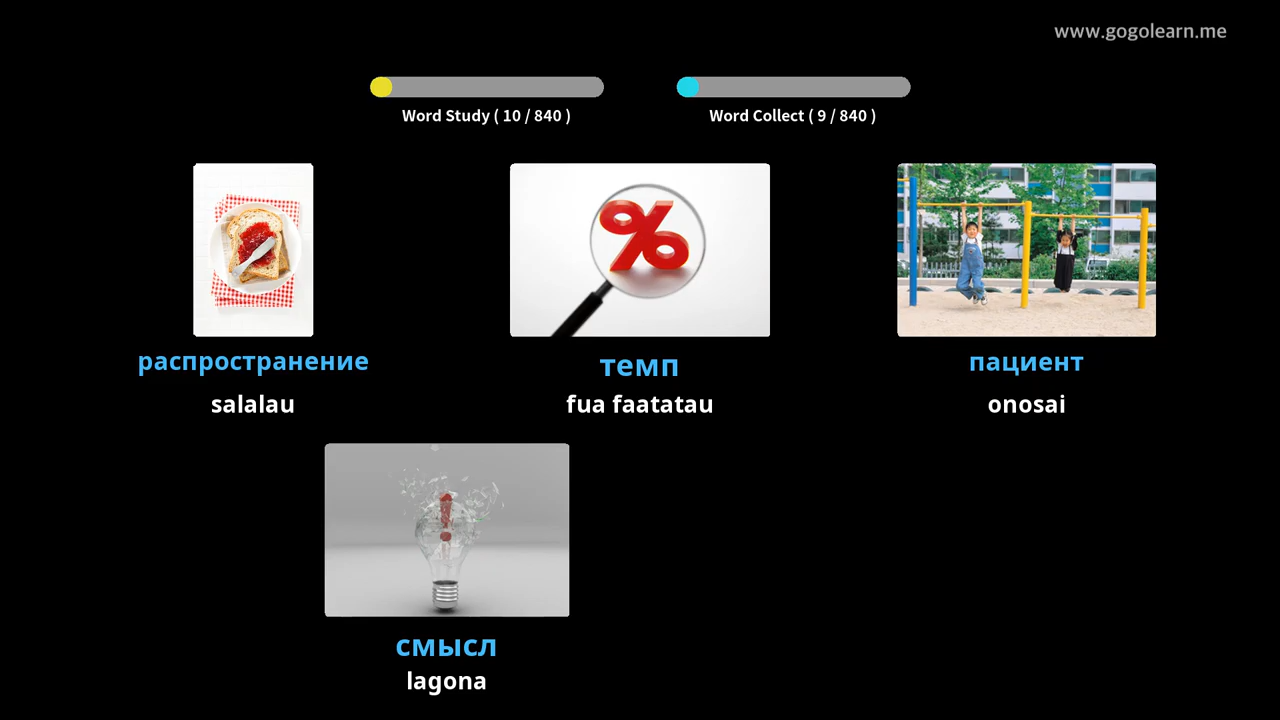 www.gogolearn.me
Word Study ( 10 / 840 )
Word Collect ( 9 / 840 )
распространение
темп
пациент
salalau
fua faatatau
onosai
смысл
lagona